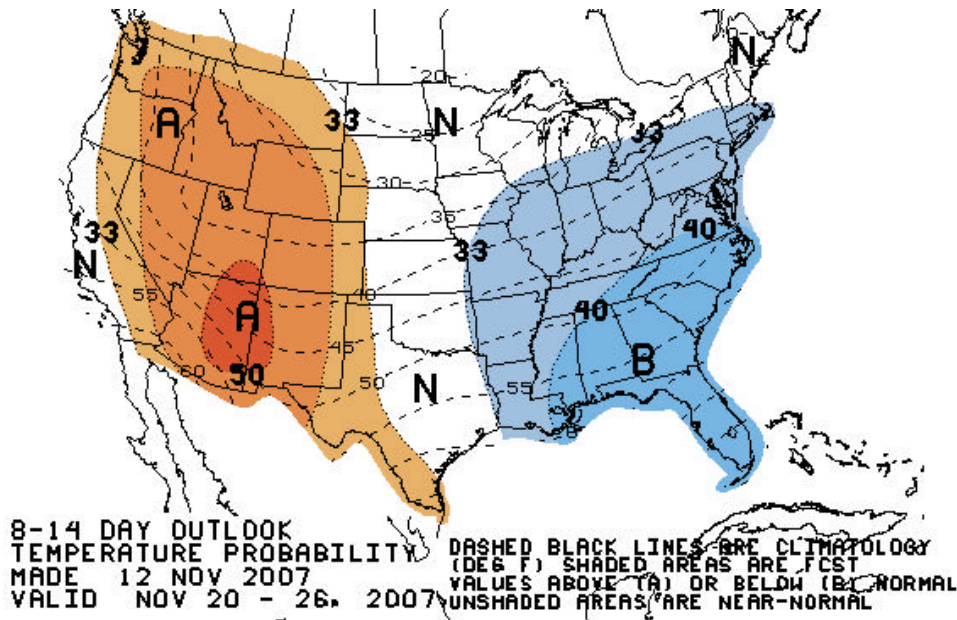 N
20
A
33
N
25
33
30
35
33
33
40
N
55
40
A
40
45
B
60
50
50
N
55
8-14 DAY OUTLOOK
TEMPERATURE PROBABILITY
MADE 12 NOV 2007
VALID NOV 20 - 26, 2007
DASHED BLACK LINES ARE CLIMATOLOGY
(DEG F) SHADED AREAS ARE FCST
VALUES ABOVE (A) OR BELOW (B) NORMAL
UNSHADED AREAS ARE NEAR-NORMAL